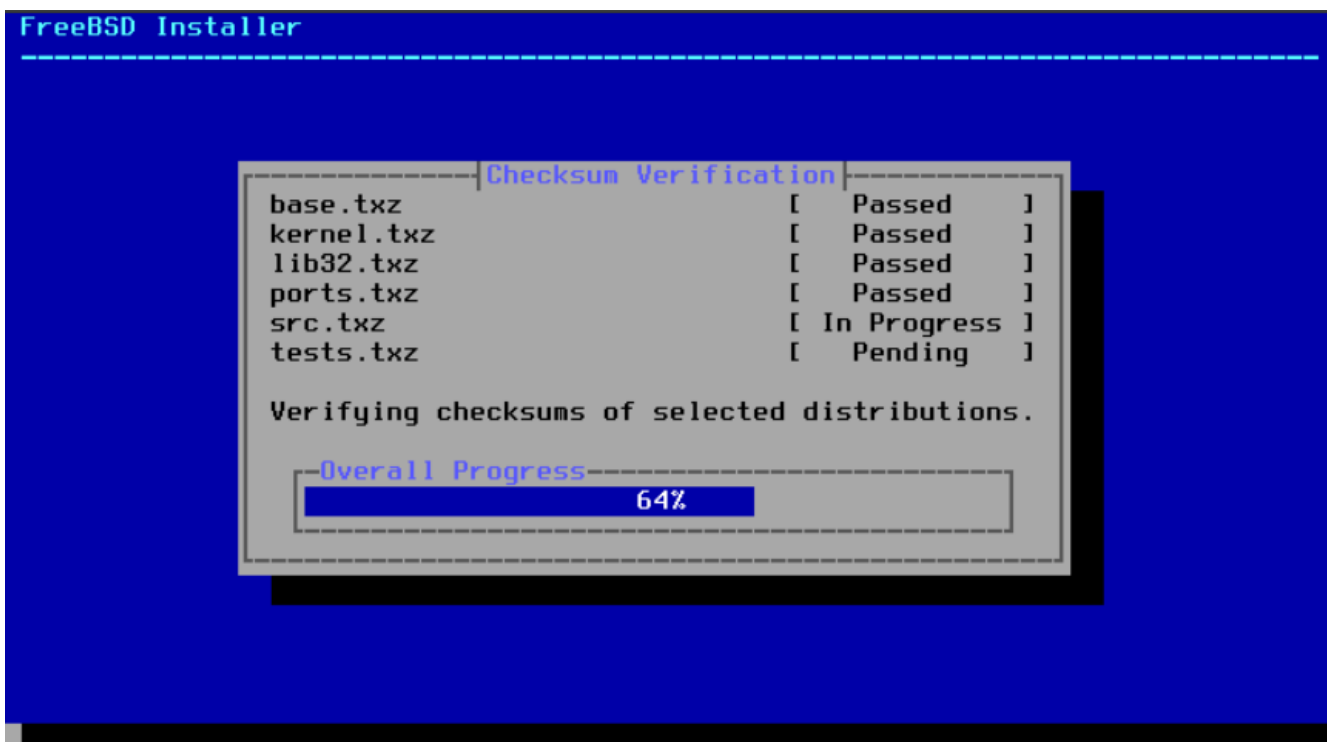 FreeBSD Installer
Checksum Verification
base.txz [ Passed ]
kernel.txz [ Passed ]
lib32.txz [ Passed ]
ports.txz [ Passed ]
src.txz [ In Progress ]
tests.txz [ Pending ]
Verifying checksums of selected distributions.
Overall Progress
64%